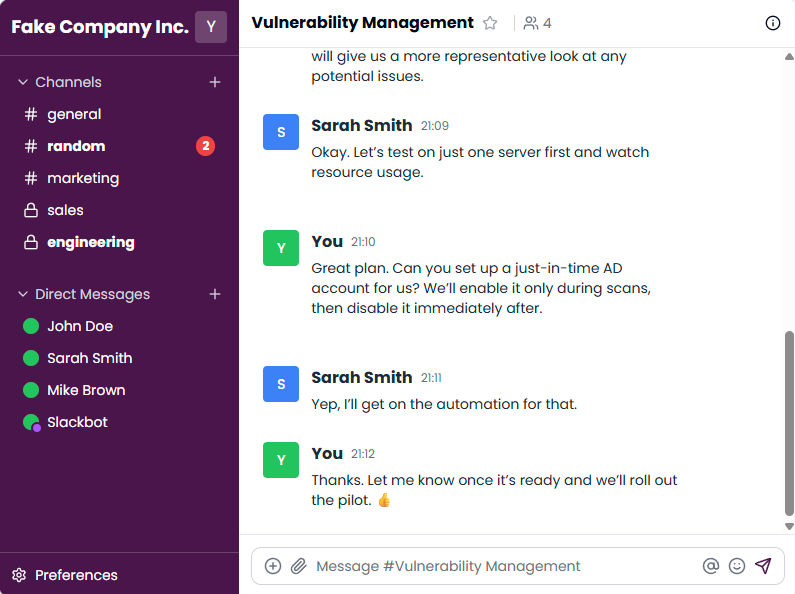 Fake Company Inc. Y
Channels +
# general
# random 2
# marketing
sales
engineering
Direct Messages +
John Doe
Sarah Smith
Mike Brown
Slackbot
Preferences
Vulnerability Management 4
will give us a more representative look at any
potential issues.
S
Sarah Smith 21:09
Okay. Let’s test on just one server first and watch
resource usage.
Y
You 21:10
Great plan. Can you set up a just-in-time AD
account for us? We’ll enable it only during scans,
then disable it immediately after.
S
Sarah Smith 21:11
Yep, I’ll get on the automation for that.
Y
You 21:12
Thanks. Let me know once it’s ready and we’ll roll out
the pilot. 👍
Message #Vulnerability Management